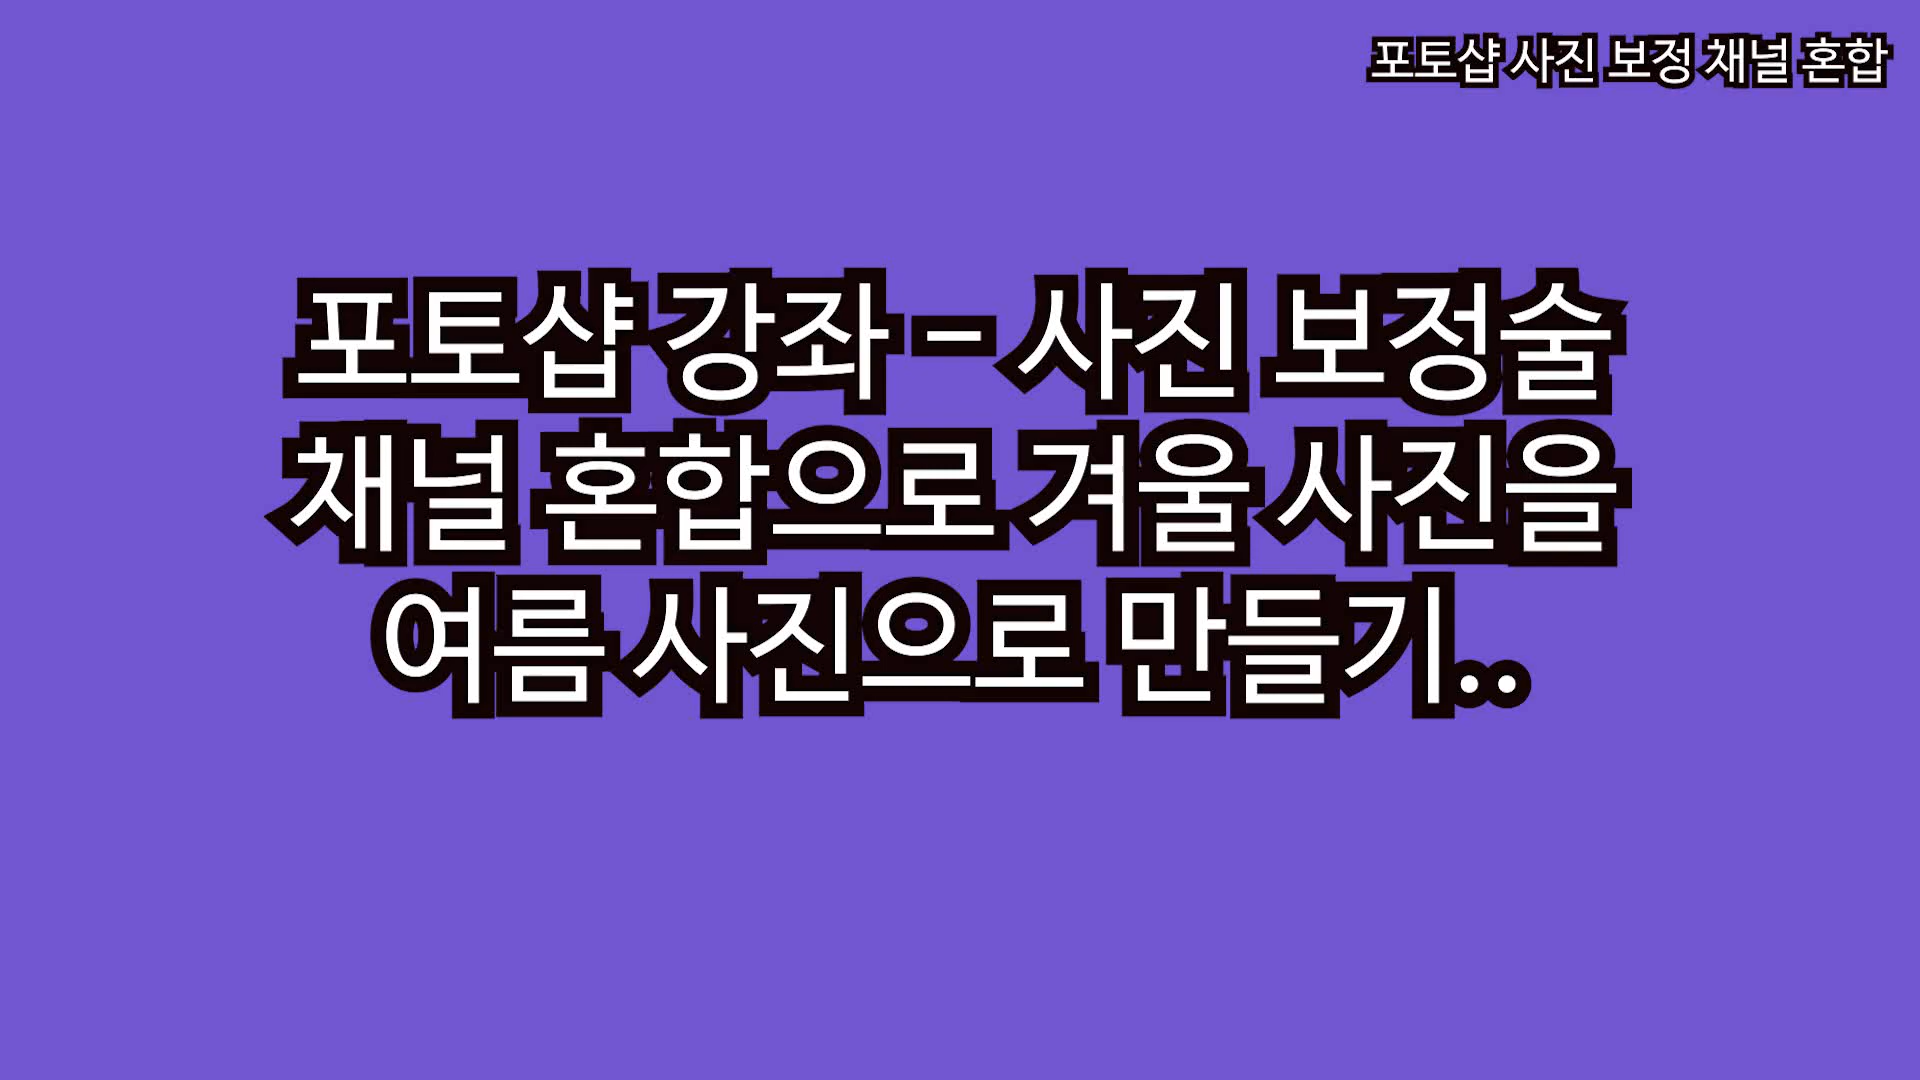 포토샵 사진 보정 채널 혼합
포토샵 강좌 - 사진 보정술
채널 혼합으로 겨울 사진을
여름 사진으로 만들기..